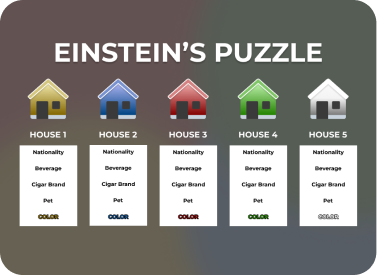 EINSTEIN'S PUZZLE
HOUSE 1 HOUSE 2 HOUSE 3 HOUSE 4 HOUSE 5
Nationality Nationality Nationality Nationality Nationality
Beverage Beverage Beverage Beverage Beverage
Cigar Brand Cigar Brand Cigar Brand Cigar Brand Cigar Brand
Pet Pet Pet Pet Pet
COLOR COLOR COLOR COLOR COLOR